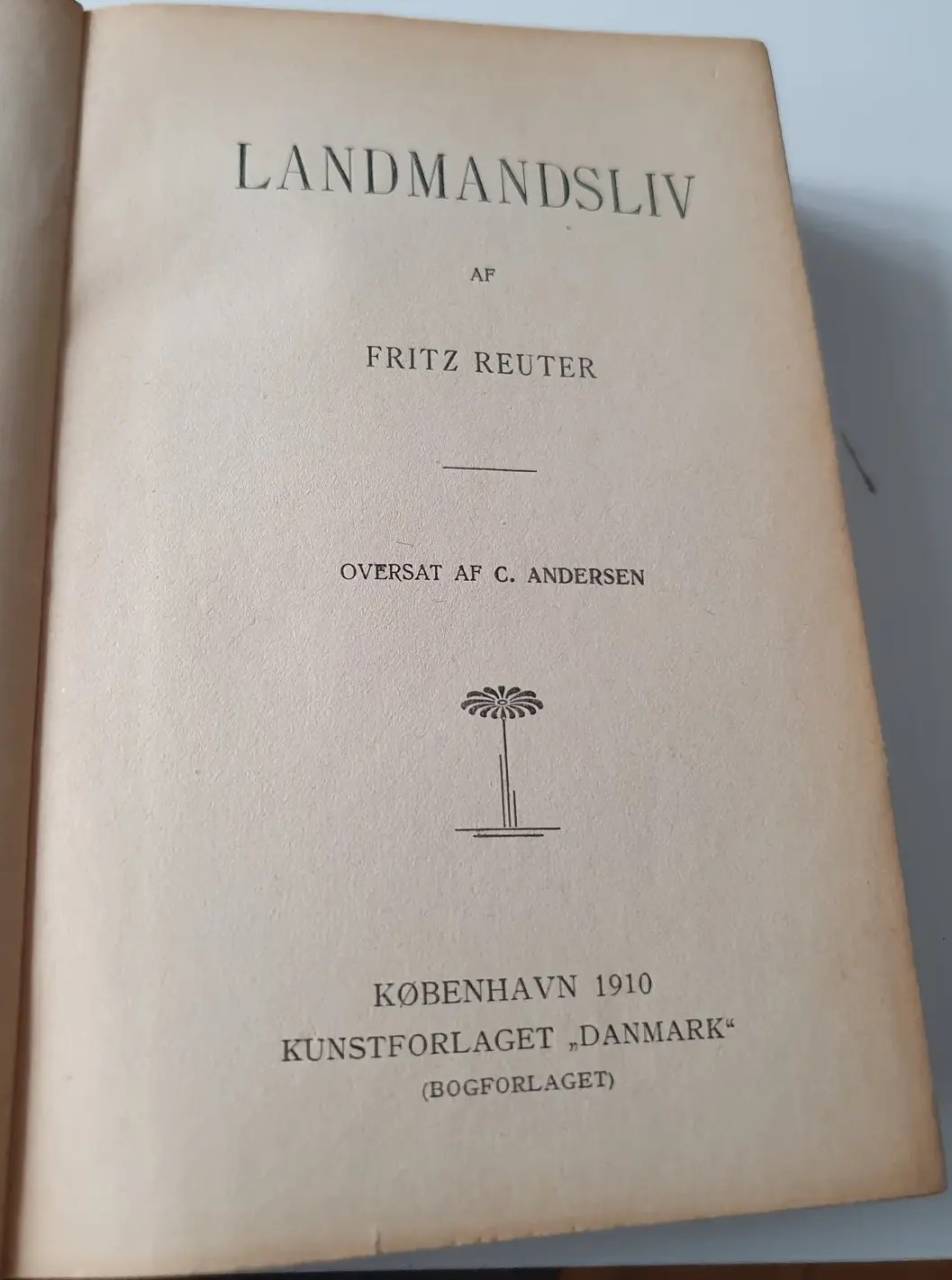 LANDMANDSLIV
AF
FRITZ REUTER
OVERSAT AF C. ANDERSEN
KØBENHAVN 1910
KUNSTFORLAGET „DANMARK“
(BOGFORLAGET)